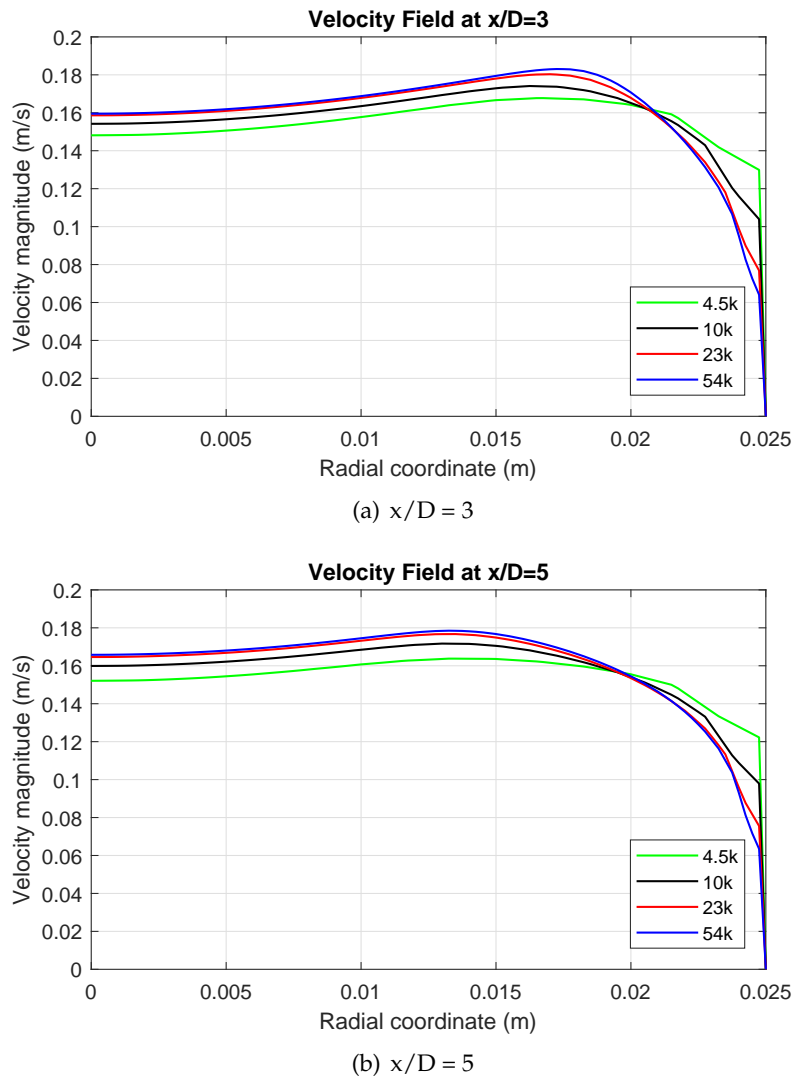 Velocity Field at x/D=3
0.2
0.18
0.16
0.14
0.12
0.1
0.08
0.06
0.04
0.02
0
Velocity magnitude (m/s)
4.5k
10k
23k
54k
0 0.005 0.01 0.015 0.02 0.025
Radial coordinate (m)
(a) x/D = 3
Velocity Field at x/D=5
0.2
0.18
0.16
0.14
0.12
0.1
0.08
0.06
0.04
0.02
0
Velocity magnitude (m/s)
4.5k
10k
23k
54k
0 0.005 0.01 0.015 0.02 0.025
Radial coordinate (m)
(b) x/D = 5